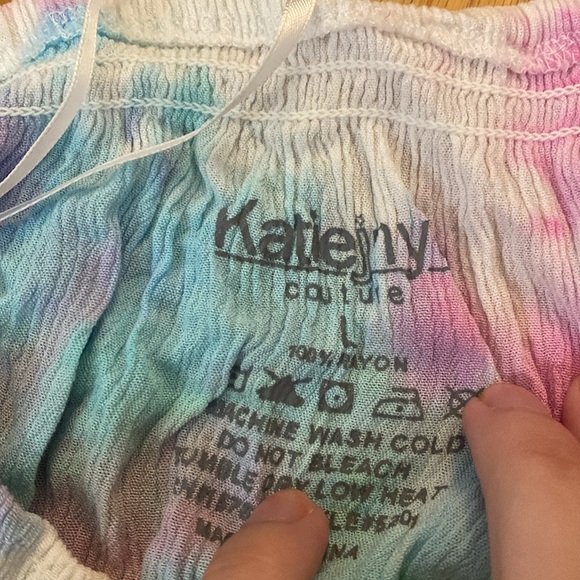 Katiejny
couture
L
100% RAYON
MACHINE WASH COLD
DO NOT BLEACH
TUMBLE DRY LOW HEAT